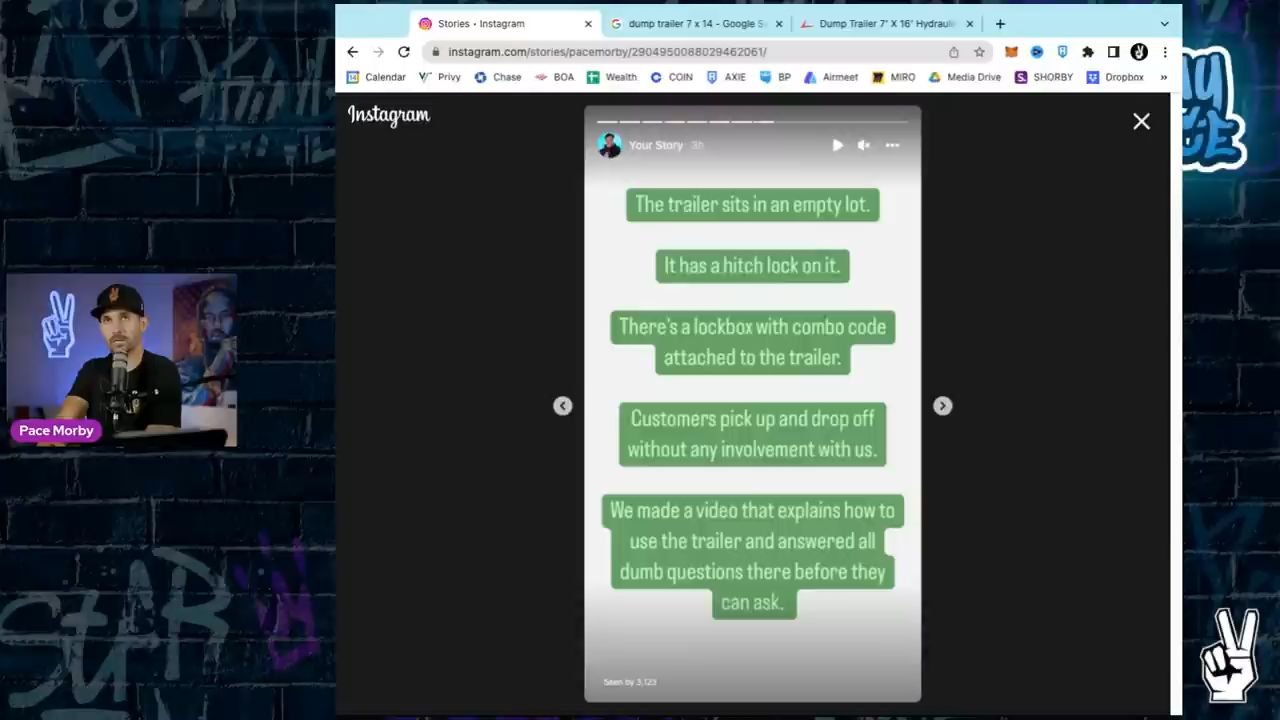 Stories • Instagram
dump trailer 7 x 14 - Google S
Dump Trailer 7' X 16' Hydrauli
instagram.com/stories/pacemorby/2904950088029462061/
Calendar
Privy
Chase
BOA
Wealth
COIN
AXIE
BP
Airmeet
MIRO
Media Drive
SHORBY
Dropbox
»
Instagram
Your Story 3h
The trailer sits in an empty lot.
It has a hitch lock on it.
There's a lockbox with combo code
attached to the trailer.
Customers pick up and drop off
without any involvement with us.
We made a video that explains how to
use the trailer and answered all
dumb questions there before they
can ask.
Seen by 3,123
Pace Morby